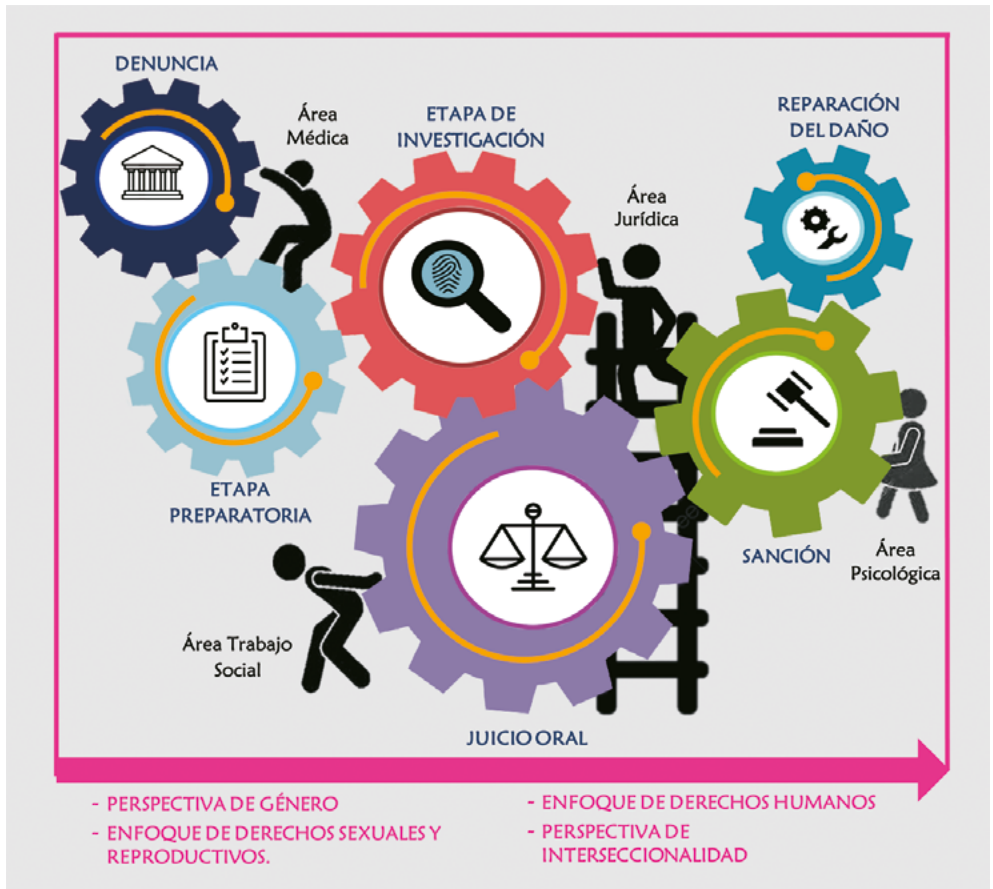 DENUNCIA
Área
Médica
ETAPA DE
INVESTIGACIÓN
REPARACIÓN
DEL DAÑO
Área
Jurídica
ETAPA
PREPARATORIA
SANCIÓN
Área
Psicológica
Área Trabajo
Social
JUICIO ORAL
- PERSPECTIVA DE GÉNERO
- ENFOQUE DE DERECHOS SEXUALES Y
REPRODUCTIVOS.
- ENFOQUE DE DERECHOS HUMANOS
- PERSPECTIVA DE
INTERSECCIONALIDAD